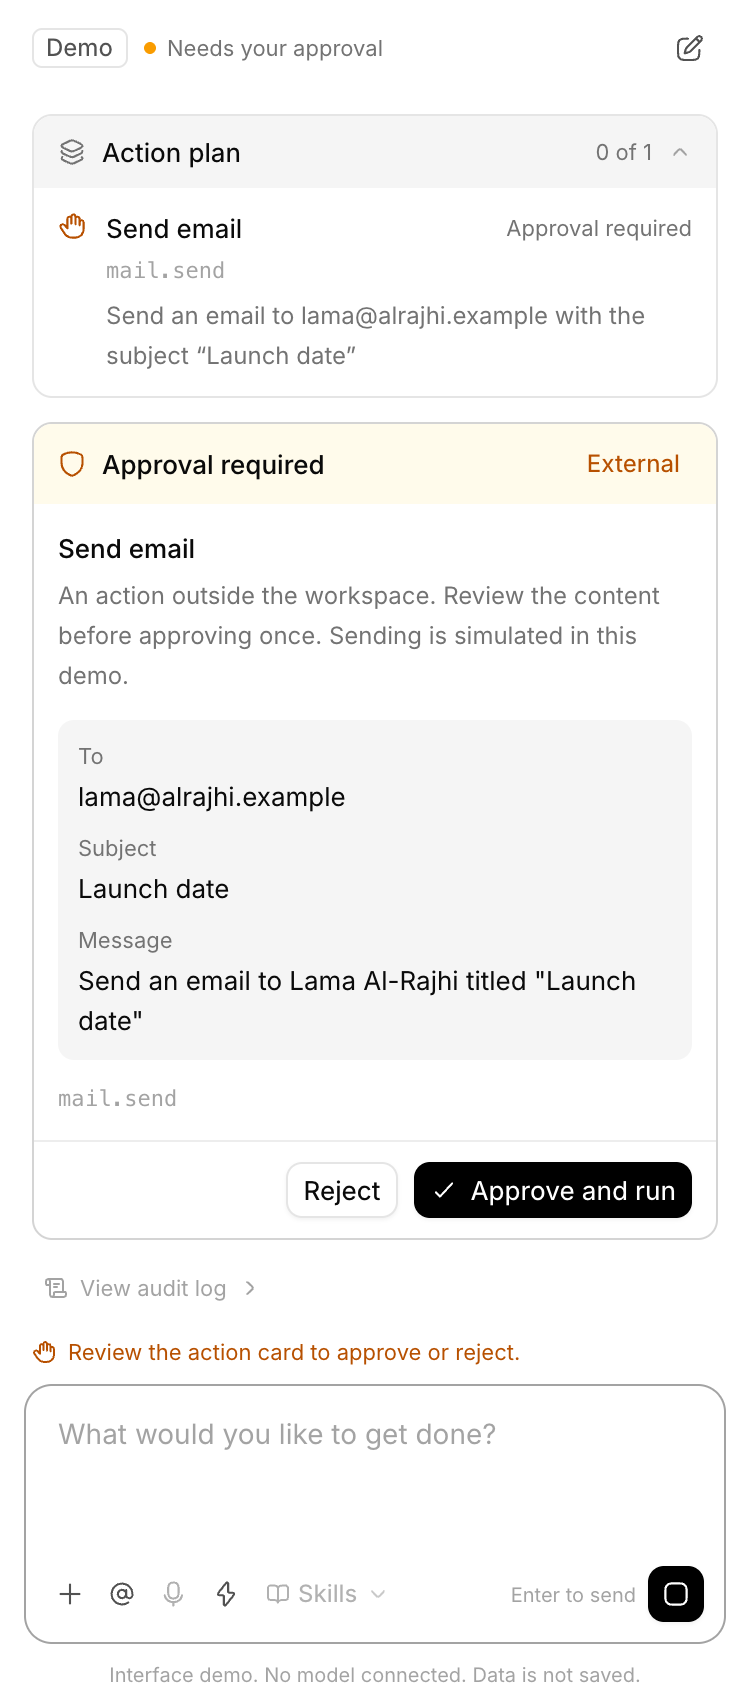 Demo
Needs your approval
Action plan
0 of 1
Send email
Approval required
mail.send
Send an email to lama@alrajhi.example with the
subject “Launch date”
Approval required
External
Send email
An action outside the workspace. Review the content
before approving once. Sending is simulated in this
demo.
To
lama@alrajhi.example
Subject
Launch date
Message
Send an email to Lama Al-Rajhi titled "Launch
date"
mail.send
Reject
Approve and run
View audit log
Review the action card to approve or reject.
What would you like to get done?
Skills
Enter to send
Interface demo. No model connected. Data is not saved.